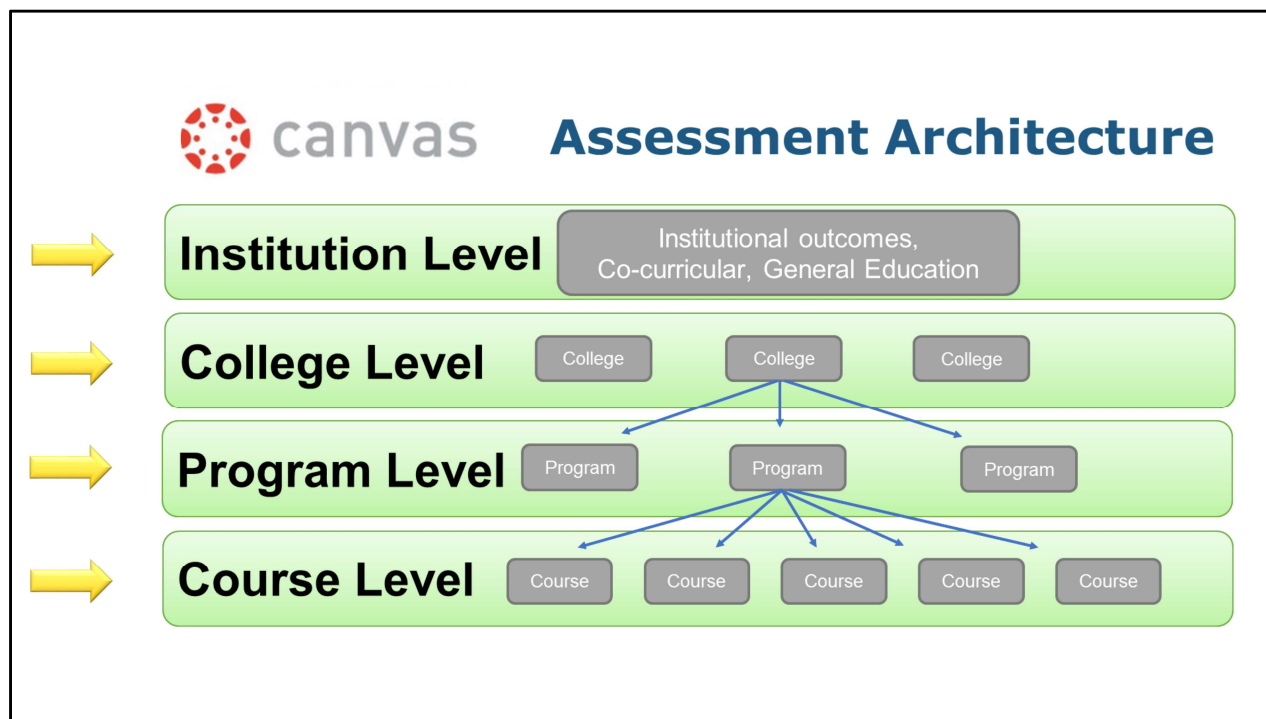 canvas Assessment Architecture
Institution Level
Institutional outcomes,
Co-curricular, General Education
College Level
College College College
Program Level
Program Program Program
Course Level
Course Course Course Course Course